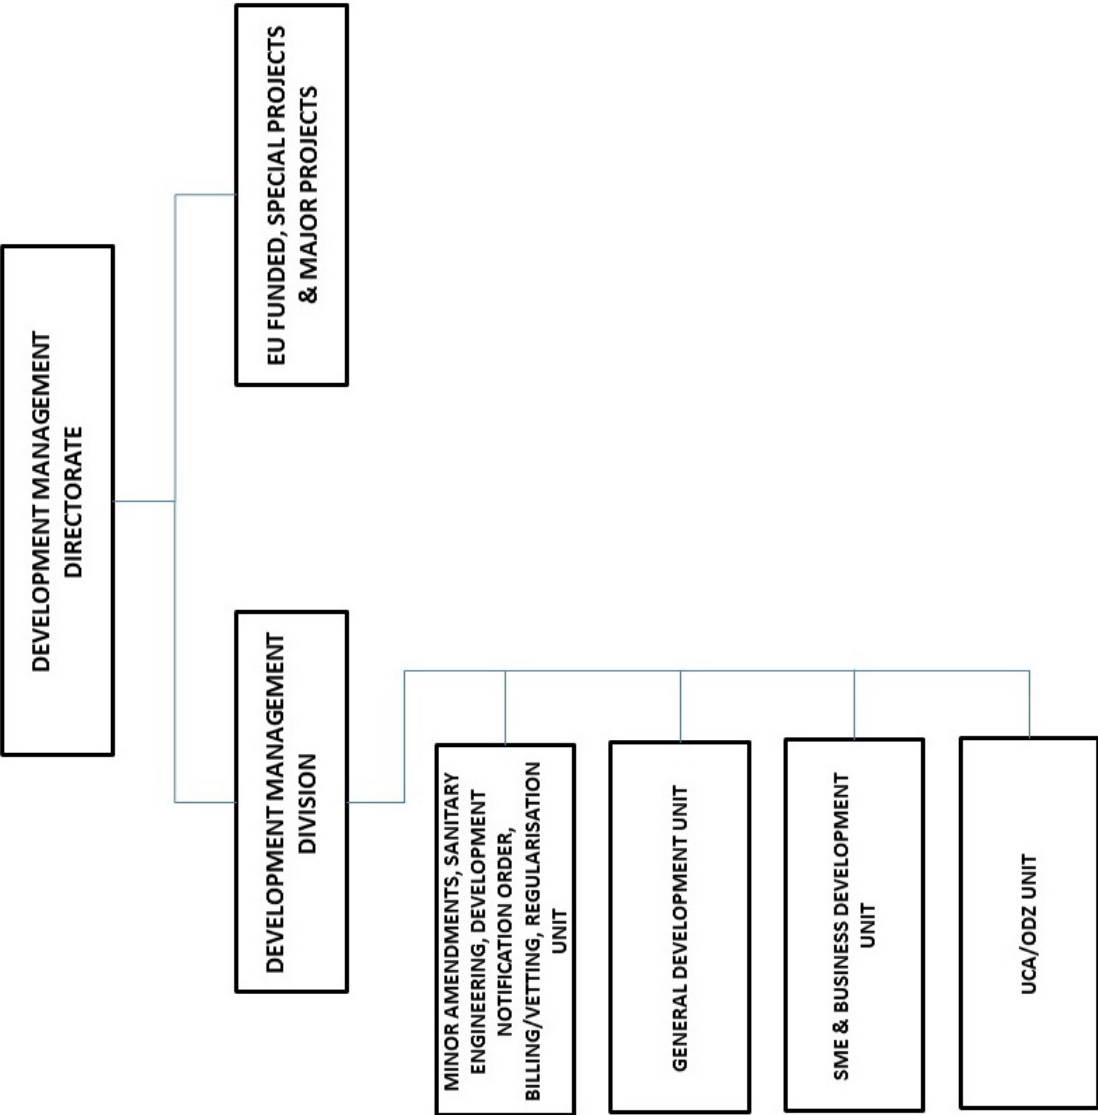 DEVELOPMENT MANAGEMENT
DIRECTORATE
DEVELOPMENT MANAGEMENT
DIVISION
EU FUNDED, SPECIAL PROJECTS
& MAJOR PROJECTS
MINOR AMENDMENTS, SANITARY
ENGINEERING, DEVELOPMENT
NOTIFICATION ORDER,
BILLING/VETTING, REGULARISATION
UNIT
GENERAL DEVELOPMENT UNIT
SME & BUSINESS DEVELOPMENT
UNIT
UCA/ODZ UNIT